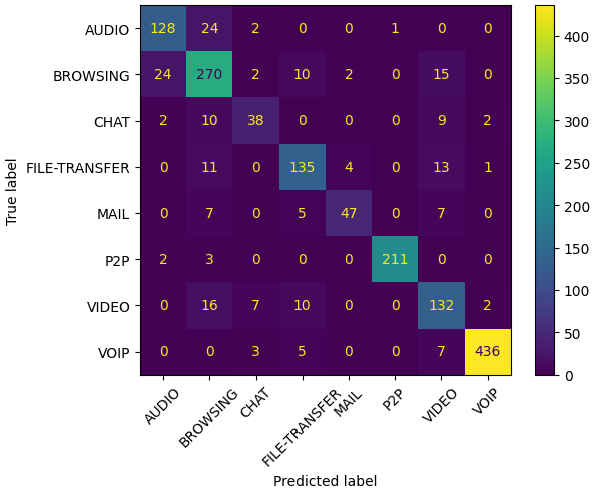 AUDIO 128 24 2 0 0 1 0 0
BROWSING 24 270 2 10 2 0 15 0
CHAT 2 10 38 0 0 0 9 2
FILE-TRANSFER 0 11 0 135 4 0 13 1
MAIL 0 7 0 5 47 0 7 0
P2P 2 3 0 0 0 211 0 0
VIDEO 0 16 7 10 0 0 132 2
VOIP 0 0 3 5 0 0 7 436
AUDIO BROWSING CHAT FILE-TRANSFER MAIL P2P VIDEO VOIP
Predicted label
True label
400
350
300
250
200
150
100
50
0